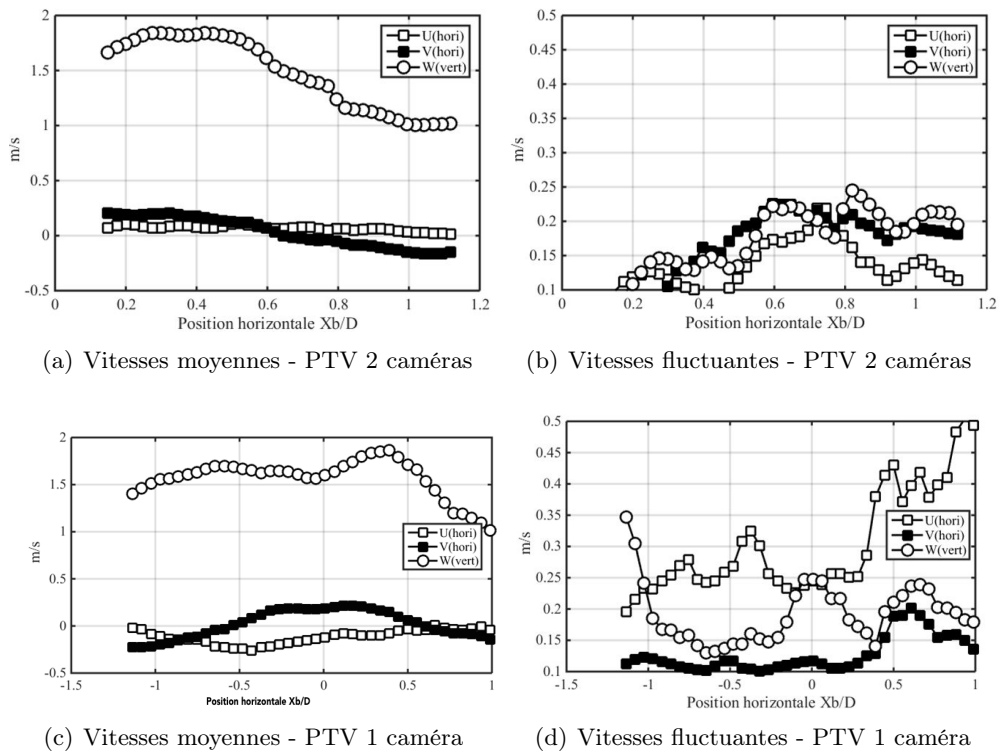 2
1.5
1
0.5
0
-0.5
m/s
U(hori)
V(hori)
W(vert)
0 0.2 0.4 0.6 0.8 1 1.2
Position horizontale Xb/D
(a) Vitesses moyennes - PTV 2 caméras
0.5
0.45
0.4
0.35
0.3
0.25
0.2
0.15
0.1
m/s
U(hori)
V(hori)
W(vert)
0 0.2 0.4 0.6 0.8 1 1.2
Position horizontale Xb/D
(b) Vitesses fluctuantes - PTV 2 caméras
2
1.5
1
0.5
0
-0.5
m/s
U(hori)
V(hori)
W(vert)
-1.5 -1 -0.5 0 0.5 1
Position horizontale Xb/D
(c) Vitesses moyennes - PTV 1 caméra
0.5
0.45
0.4
0.35
0.3
0.25
0.2
0.15
0.1
m/s
U(hori)
V(hori)
W(vert)
-1.5 -1 -0.5 0 0.5 1
Position horizontale Xb/D
(d) Vitesses fluctuantes - PTV 1 caméra